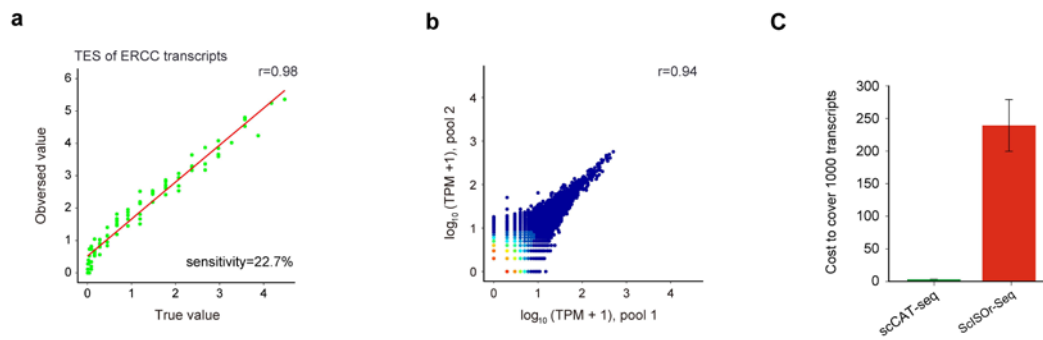 a
TES of ERCC transcripts
r=0.98
6
5
4
3
2
1
0
Obversed value
sensitivity=22.7%
0 1 2 3 4
True value
b
r=0.94
4
3
2
1
0
log10 (TPM +1), pool 2
0 1 2 3 4
log10 (TPM + 1), pool 1
C
300
250
200
150
100
50
0
Cost to cover 1000 transcripts
scCAT-seq
ScISOr-Seq